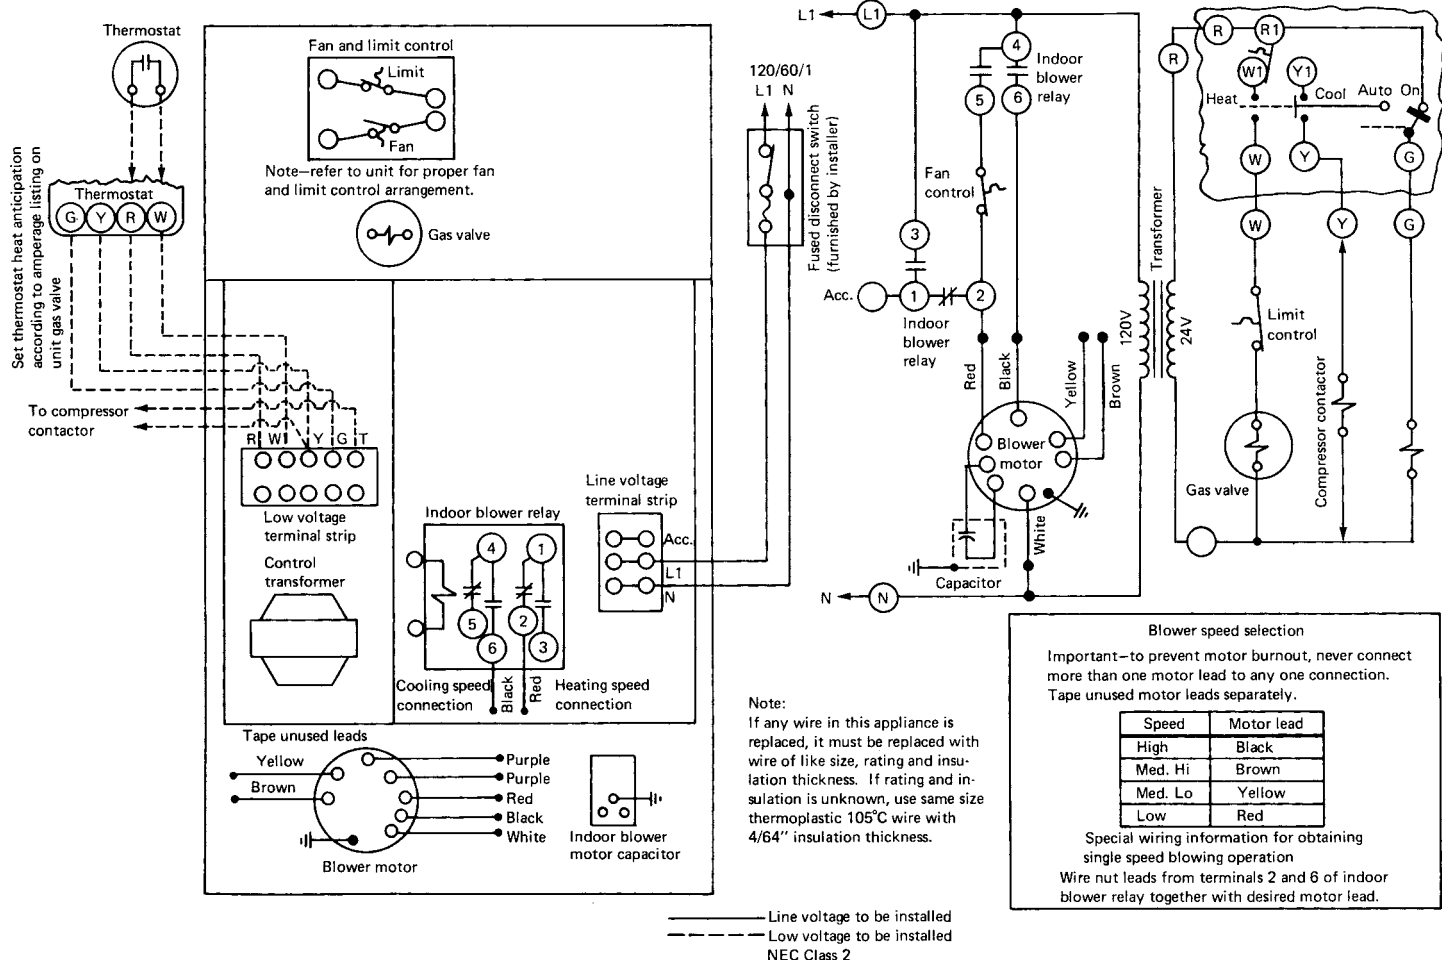 Thermostat
Set thermostat heat anticipation
according to amperage listing on
unit gas valve
Thermostat
G Y R W
To compressor
contactor
Fan and limit control
Limit
Fan
Note—refer to unit for proper fan
and limit control arrangement.
Gas valve
R W Y G T
Low voltage
terminal strip
Control
transformer
Indoor blower relay
4 1
5 2
6 3
Cooling speed
connection
Black
Red
Heating speed
connection
Line voltage
terminal strip
Acc.
L1
N
Tape unused leads
Yellow
Brown
Purple
Purple
Red
Black
White
Blower motor
Indoor blower
motor capacitor
120/60/1
L1 N
Fused disconnect switch
(furnished by installer)
L1 L1
4
Indoor
blower
relay
5 6
Fan
control
3
Acc.
1 2
Indoor
blower
relay
Red
Black
Yellow
Brown
Blower
motor
White
Capacitor
N N
120V
Transformer
24V
R
R R1
W1 Y1
Heat Cool Auto On
W Y G
W Y G
Limit
control
Gas valve
Compressor contactor
Note:
If any wire in this appliance is
replaced, it must be replaced with
wire of like size, rating and insu-
lation thickness. If rating and in-
sulation is unknown, use same size
thermoplastic 105°C wire with
4/64" insulation thickness.
Blower speed selection
Important—to prevent motor burnout, never connect
more than one motor lead to any one connection.
Tape unused motor leads separately.
Speed Motor lead
High Black
Med. Hi Brown
Med. Lo Yellow
Low Red
Special wiring information for obtaining
single speed blowing operation
Wire nut leads from terminals 2 and 6 of indoor
blower relay together with desired motor lead.
Line voltage to be installed
Low voltage to be installed
NEC Class 2